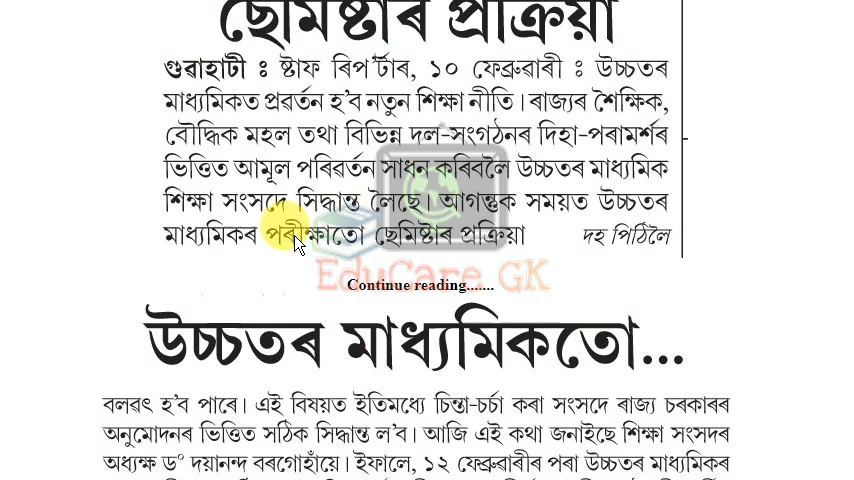 ছেমিষ্টাৰ প্ৰক্ৰিয়া
গুৱাহাটী ঃ ষ্টাফ ৰিপৰ্টাৰ, ১০ ফেব্ৰুৱাৰী ঃ উচ্চতৰ
মাধ্যমিকত প্ৰৱৰ্তন হ'ব নতুন শিক্ষা নীতি। ৰাজ্যৰ শৈক্ষিক,
বৌদ্ধিক মহল তথা বিভিন্ন দল-সংগঠনৰ দিহা-পৰামৰ্শৰ
ভিত্তিত আমূল পৰিৱৰ্তন সাধন কৰিবলৈ উচ্চতৰ মাধ্যমিক
শিক্ষা সংসদে সিদ্ধান্ত লৈছে। আগন্তুক সময়ত উচ্চতৰ
মাধ্যমিকৰ পৰীক্ষাতো ছেমিষ্টাৰ প্ৰক্ৰিয়া দহ পিঠিলৈ
EduCare GK
Continue reading.......
উচ্চতৰ মাধ্যমিকতো...
বলৱৎ হ'ব পাৰে। এই বিষয়ত ইতিমধ্যে চিন্তা-চৰ্চা কৰা সংসদে ৰাজ্য চৰকাৰৰ
অনুমোদনৰ ভিত্তিত সঠিক সিদ্ধান্ত ল'ব। আজি এই কথা জনাইছে শিক্ষা সংসদৰ
অধ্যক্ষ ড° দয়ানন্দ বৰগোহাঁয়ে। ইফালে, ১২ ফেব্ৰুৱাৰীৰ পৰা উচ্চতৰ মাধ্যমিকৰ